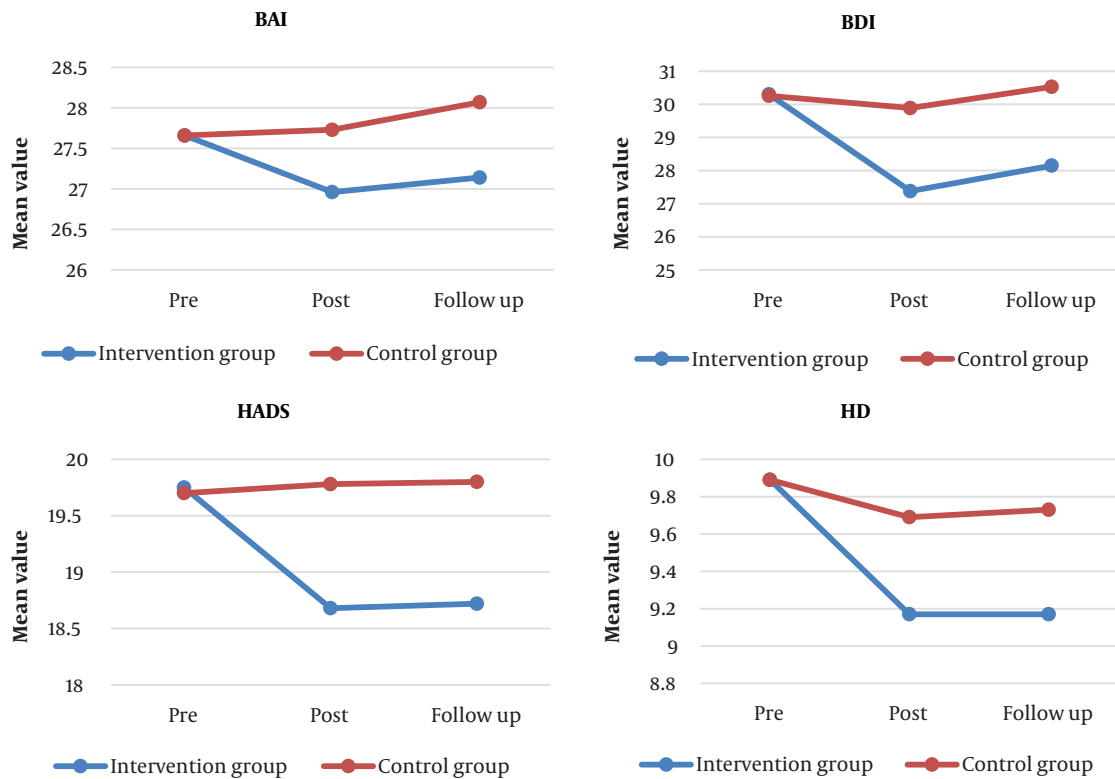 BAI
28.5
28
27.5
27
26.5
26
Mean value
Pre Post Follow up
Intervention group Control group
BDI
31
30
29
28
27
26
25
Mean value
Pre Post Follow up
Intervention group Control group
HADS
20
19.5
19
18.5
18
Mean value
Pre Post Follow up
Intervention group Control group
HD
10
9.8
9.6
9.4
9.2
9
8.8
Mean value
Pre Post Follow up
Intervention group Control group